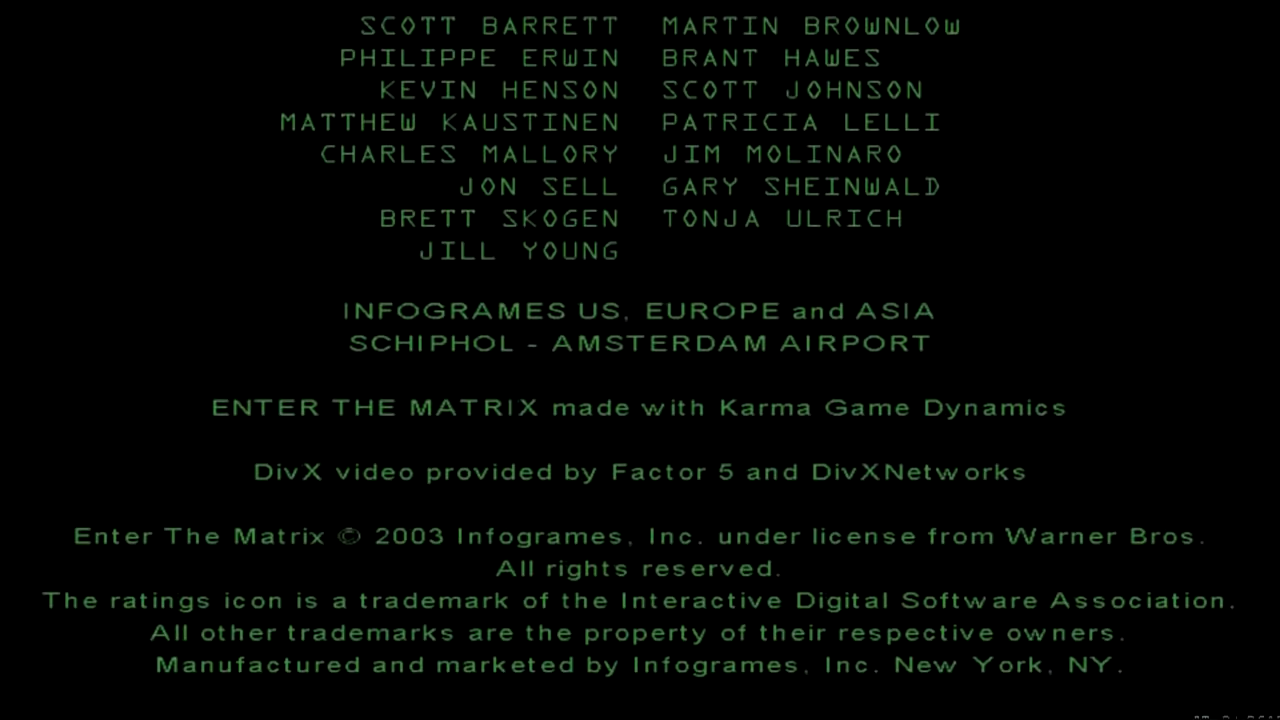 SCOTT BARRETT MARTIN BROWNLOW
PHILIPPE ERWIN BRANT HAWES
KEVIN HENSON SCOTT JOHNSON
MATTHEW KAUSTINEN PATRICIA LELLI
CHARLES MALLORY JIM MOLINARO
JON SELL GARY SHEINWALD
BRETT SKOGEN TONJA ULRICH
JILL YOUNG
INFOGRAMES US, EUROPE and ASIA
SCHIPHOL - AMSTERDAM AIRPORT
ENTER THE MATRIX made with Karma Game Dynamics
DivX video provided by Factor 5 and DivXNetworks
Enter The Matrix © 2003 Infogrames, Inc. under license from Warner Bros.
All rights reserved.
The ratings icon is a trademark of the Interactive Digital Software Association.
All other trademarks are the property of their respective owners.
Manufactured and marketed by Infogrames, Inc. New York, NY.